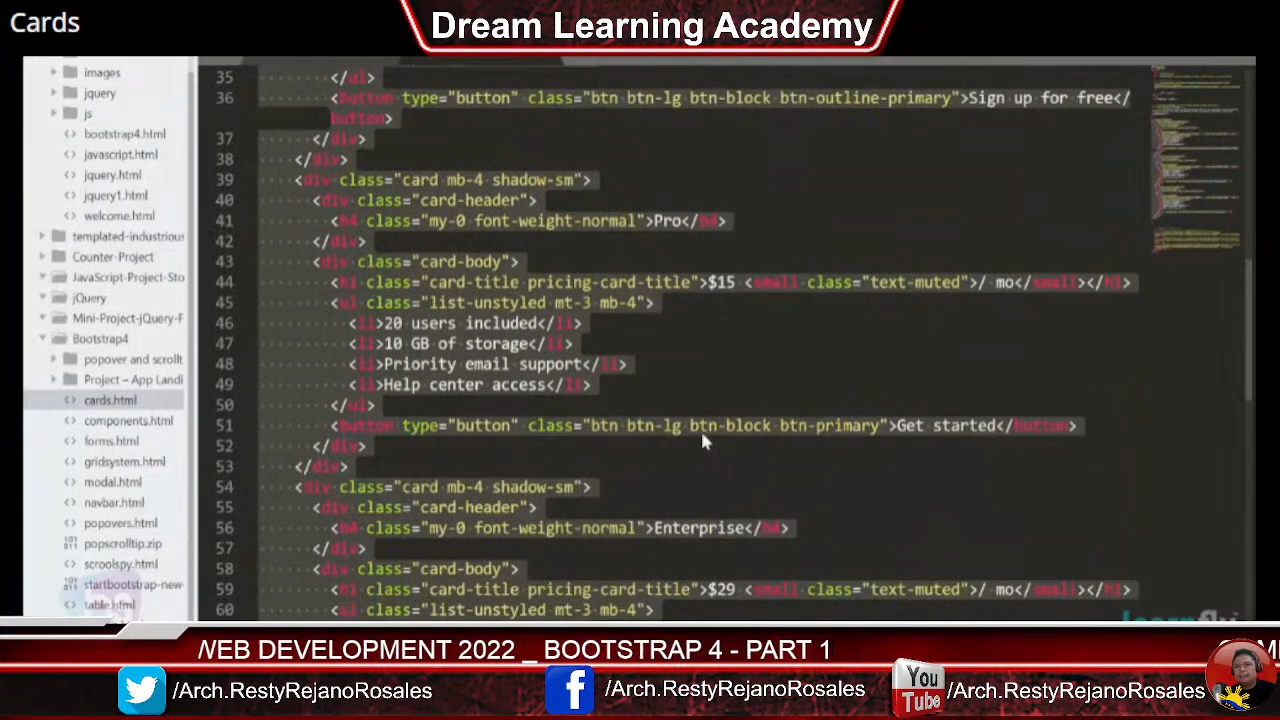 Cards
Dream Learning Academy
images
jquery
js
bootstrap4.html
javascript.html
jquery.html
jquery1.html
welcome.html
templated-industrious
Counter-Project
JavaScript-Project-Sto
jQuery
Mini-Project-jQuery-F
Bootstrap4
popover and scrollt
Project – App Landi
cards.html
components.html
forms.html
gridsystem.html
modal.html
navbar.html
popovers.html
popscrolltip.zip
scroolspy.html
startbootstrap-new
table.html
35 </ul>
36 <button type="button" class="btn btn-lg btn-block btn-outline-primary">Sign up for free</
button>
37 </div>
38 </div>
39 <div class="card mb-4 shadow-sm">
40 <div class="card-header">
41 <h4 class="my-0 font-weight-normal">Pro</h4>
42 </div>
43 <div class="card-body">
44 <h1 class="card-title pricing-card-title">$15 <small class="text-muted">/ mo</small></h1>
45 <ul class="list-unstyled mt-3 mb-4">
46 <li>20 users included</li>
47 <li>10 GB of storage</li>
48 <li>Priority email support</li>
49 <li>Help center access</li>
50 </ul>
51 <button type="button" class="btn btn-lg btn-block btn-primary">Get started</button>
52 </div>
53 </div>
54 <div class="card mb-4 shadow-sm">
55 <div class="card-header">
56 <h4 class="my-0 font-weight-normal">Enterprise</h4>
57 </div>
58 <div class="card-body">
59 <h1 class="card-title pricing-card-title">$29 <small class="text-muted">/ mo</small></h1>
60 <ul class="list-unstyled mt-3 mb-4">
WEB DEVELOPMENT 2022 _ BOOTSTRAP 4 - PART 1
/Arch.RestyRejanoRosales
/Arch.RestyRejanoRosales
You Tube
/Arch.RestyRejanoRosales